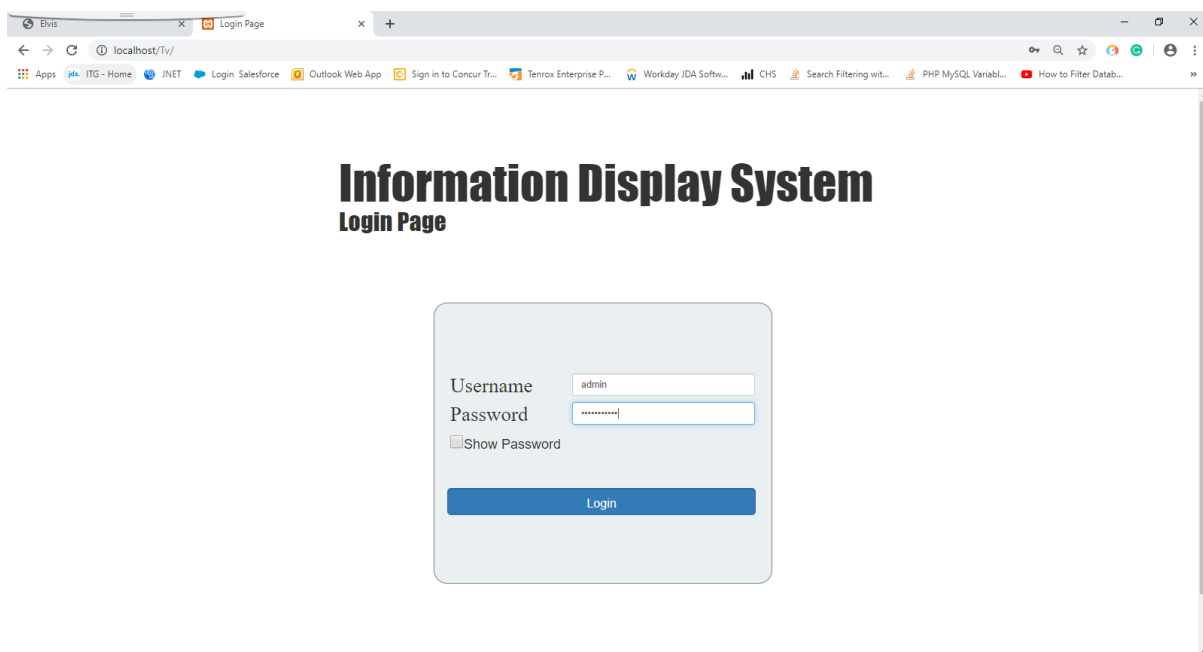 Elvis Login Page
localhost/Tv/
Apps jda. ITG - Home JNET Login Salesforce Outlook Web App Sign in to Concur Tr... Tenrox Enterprise P... Workday JDA Softw... CHS Search Filtering wit... PHP MySQL Variabl... How to Filter Datab... »
Information Display System
Login Page
Username admin
Password •••••••••••
Show Password
Login